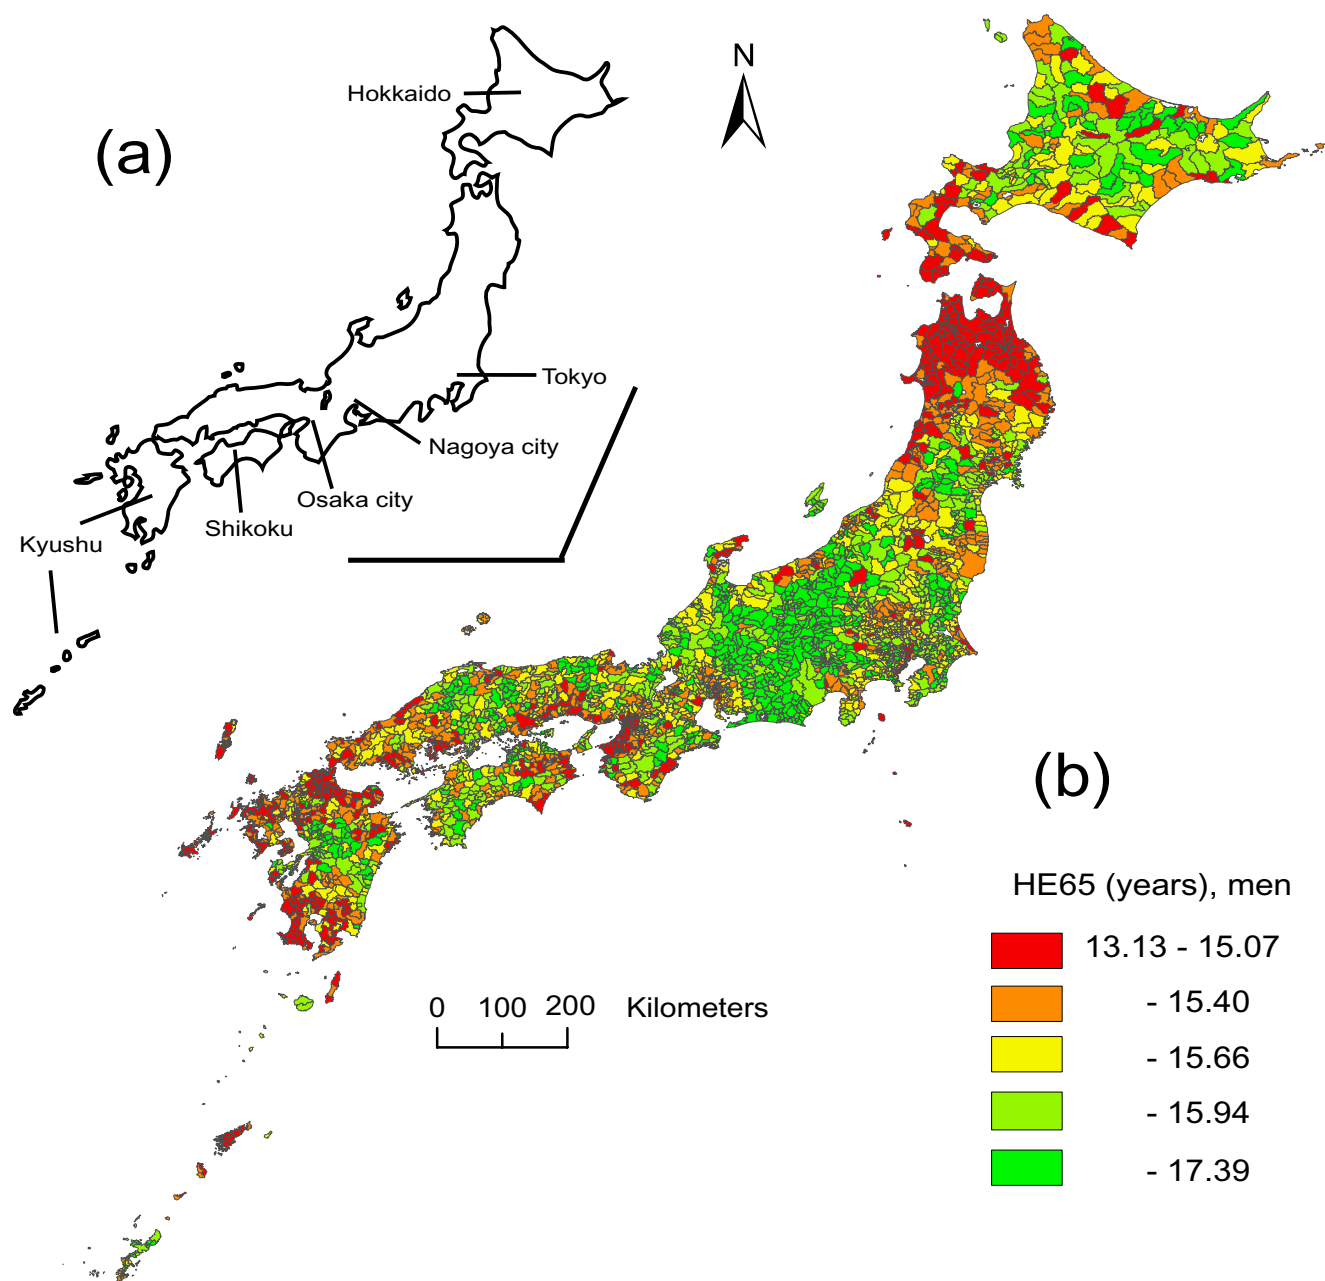 N
Hokkaido
(a)
Tokyo
Nagoya city
Osaka city
Shikoku
Kyushu
(b)
HE65 (years), men
13.13 - 15.07
- 15.40
- 15.66
- 15.94
- 17.39
0 100 200 Kilometers